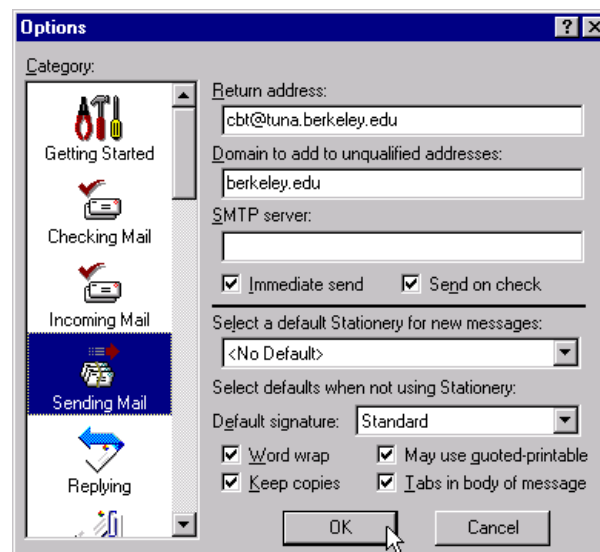 Options
Category:
Getting Started
Checking Mail
Incoming Mail
Sending Mail
Replying
Return address:
cbt@tuna.berkeley.edu
Domain to add to unqualified addresses:
berkeley.edu
SMTP server:
Immediate send Send on check
Select a default Stationery for new messages:
<No Default>
Select defaults when not using Stationery:
Default signature: Standard
Word wrap May use quoted-printable
Keep copies Tabs in body of message
OK Cancel